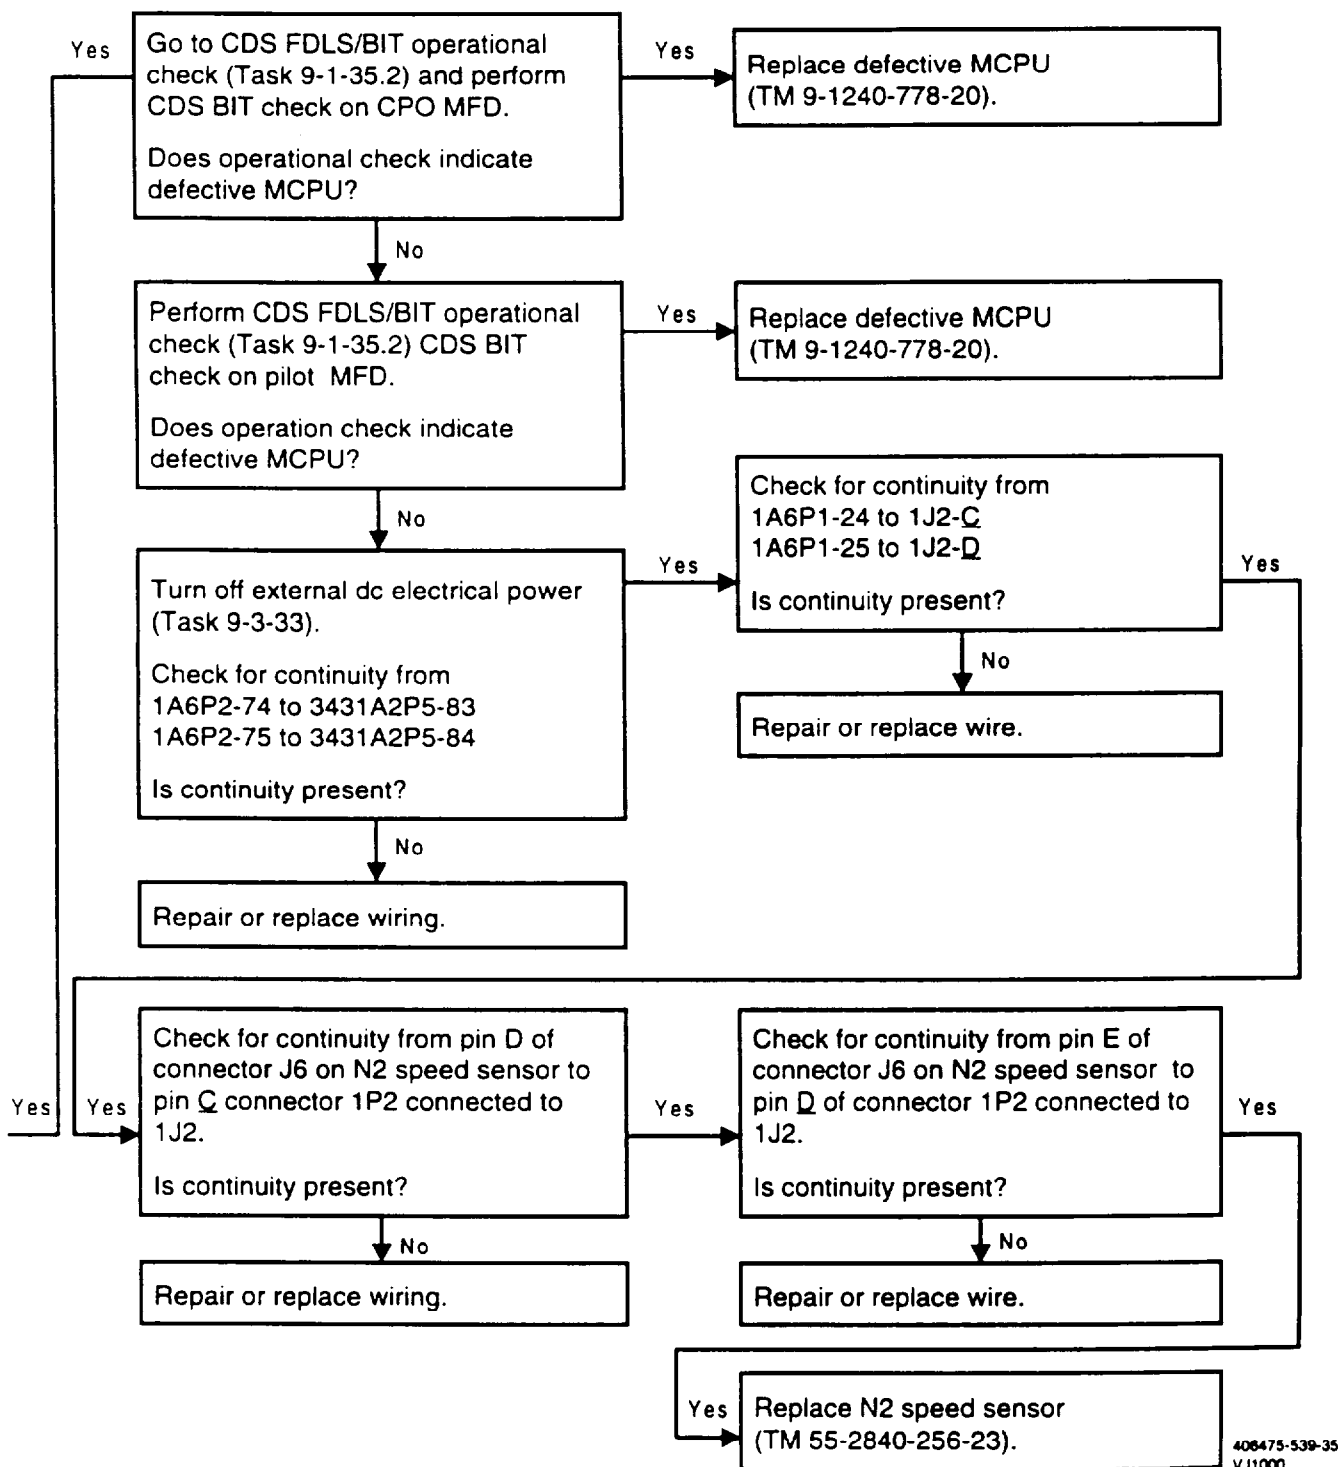 Yes
Go to CDS FDLS/BIT operational
check (Task 9-1-35.2) and perform
CDS BIT check on CPO MFD.
Does operational check indicate
defective MCPU?
Yes
Replace defective MCPU
(TM 9-1240-778-20).
No
Perform CDS FDLS/BIT operational
check (Task 9-1-35.2) CDS BIT
check on pilot MFD.
Does operation check indicate
defective MCPU?
Yes
Replace defective MCPU
(TM 9-1240-778-20).
No
Turn off external dc electrical power
(Task 9-3-33).
Check for continuity from
1A6P2-74 to 3431A2P5-83
1A6P2-75 to 3431A2P5-84
Is continuity present?
Yes
Check for continuity from
1A6P1-24 to 1J2-C
1A6P1-25 to 1J2-D
Is continuity present?
Yes
No
Repair or replace wire.
No
Repair or replace wiring.
Yes
Yes
Check for continuity from pin D of
connector J6 on N2 speed sensor to
pin C connector 1P2 connected to
1J2.
Is continuity present?
Yes
Check for continuity from pin E of
connector J6 on N2 speed sensor to
pin D of connector 1P2 connected to
1J2.
Is continuity present?
Yes
No
Repair or replace wiring.
No
Repair or replace wire.
Yes
Replace N2 speed sensor
(TM 55-2840-256-23).
406475-539-35